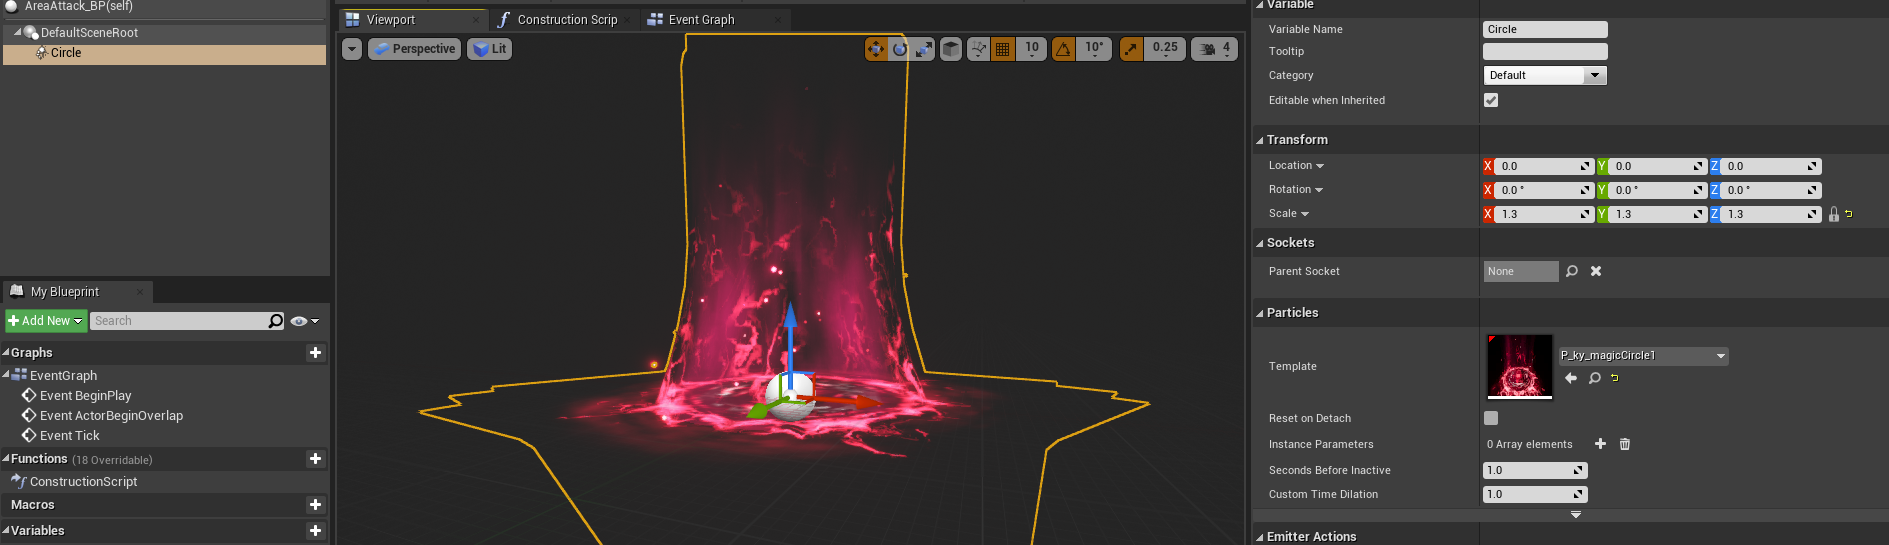 AreaAttack_BP(self)
DefaultSceneRoot
Circle
My Blueprint
Add New
Search
Graphs
EventGraph
Event BeginPlay
Event ActorBeginOverlap
Event Tick
Functions (18 Overridable)
ConstructionScript
Macros
Variables
Viewport
Construction Scrip
Event Graph
Perspective
Lit
10
10°
0.25
4
Variable
Variable Name Circle
Tooltip
Category Default
Editable when Inherited
Transform
Location X 0.0 Y 0.0 Z 0.0
Rotation X 0.0 ° Y 0.0 ° Z 0.0 °
Scale X 1.3 Y 1.3 Z 1.3
Sockets
Parent Socket None
Particles
Template P_ky_magicCircle1
Reset on Detach
Instance Parameters 0 Array elements
Seconds Before Inactive 1.0
Custom Time Dilation 1.0
Emitter Actions